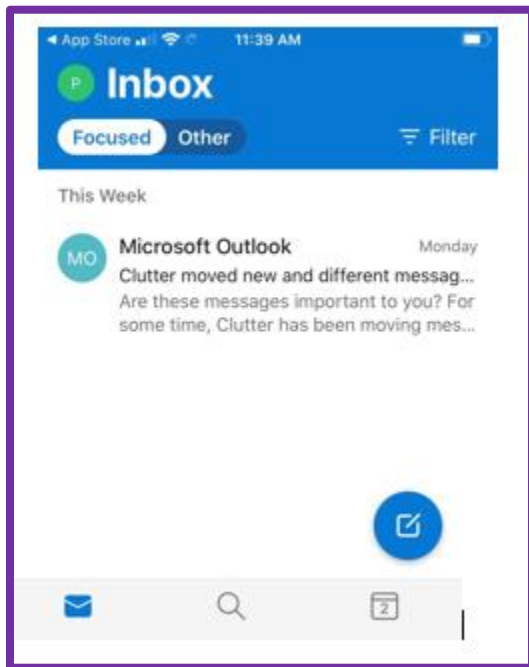 App Store 11:39 AM
P Inbox
Focused Other Filter
This Week
MO Microsoft Outlook Monday
Clutter moved new and different messag...
Are these messages important to you? For
some time, Clutter has been moving mes...
2